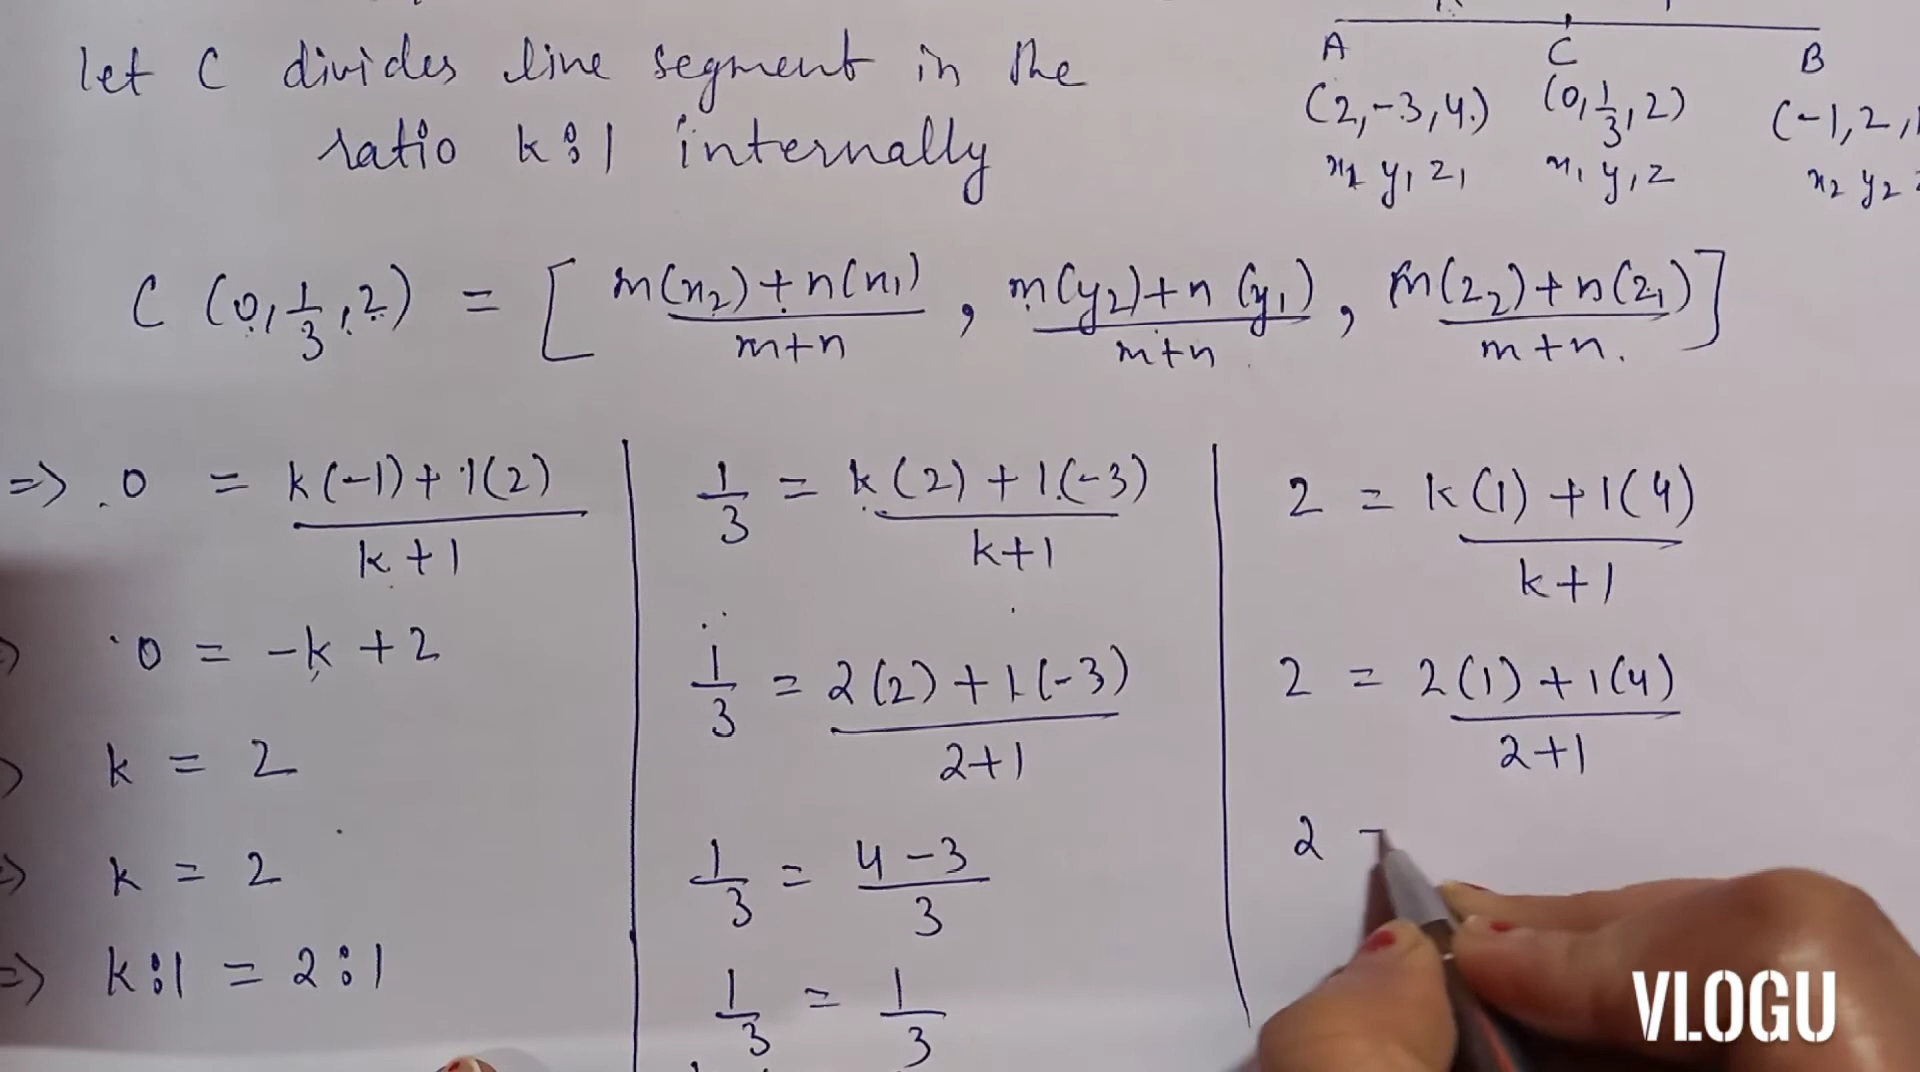 let C divides line segment in the
ratio k:1 internally
A C B
(2,-3,4) (0,1/3,2) (-1,2,
x1 y1 z1 x, y, z x2 y2
C (0,1/3,2) = [ m(x2)+n(x1)/m+n , m(y2)+n(y1)/m+n , m(z2)+n(z1)/m+n ]
=> 0 = k(-1)+1(2)/k+1
0 = -k+2
k = 2
=> k = 2
=> k:1 = 2:1
1/3 = k(2)+1(-3)/k+1
1/3 = 2(2)+1(-3)/2+1
1/3 = 4-3/3
1/3 = 1/3
2 = k(1)+1(4)/k+1
2 = 2(1)+1(4)/2+1
2 =
VLOGU